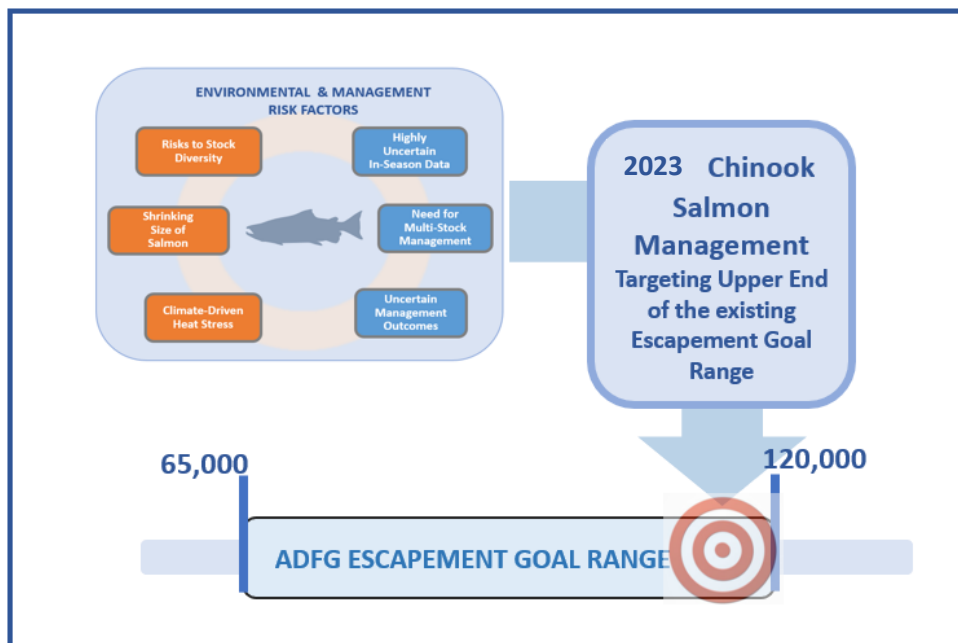 ENVIRONMENTAL & MANAGEMENT
RISK FACTORS
Risks to Stock
Diversity
Highly
Uncertain
In-Season Data
Shrinking
Size of
Salmon
Need for
Multi-Stock
Management
Climate-Driven
Heat Stress
Uncertain
Management
Outcomes
2023 Chinook
Salmon
Management
Targeting Upper End
of the existing
Escapement Goal
Range
65,000
120,000
ADFG ESCAPEMENT GOAL RANGE